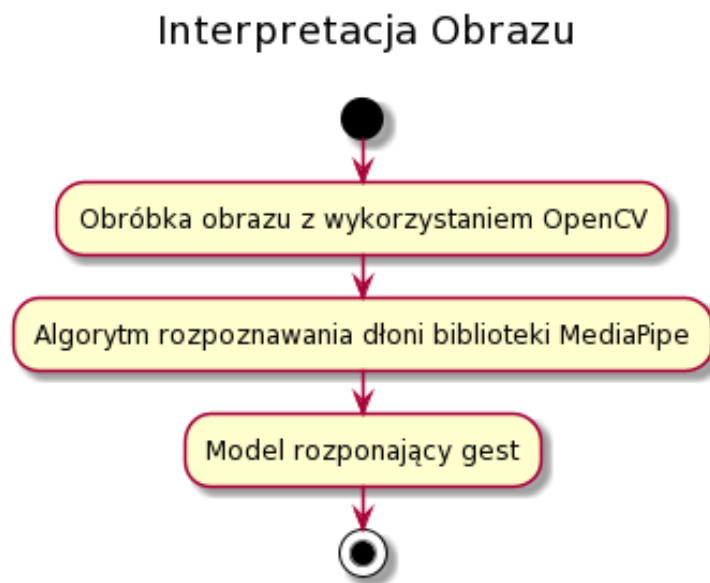 Interpretacja Obrazu
Obróbka obrazu z wykorzystaniem OpenCV
Algorytm rozpoznawania dłoni biblioteki MediaPipe
Model rozponający gest